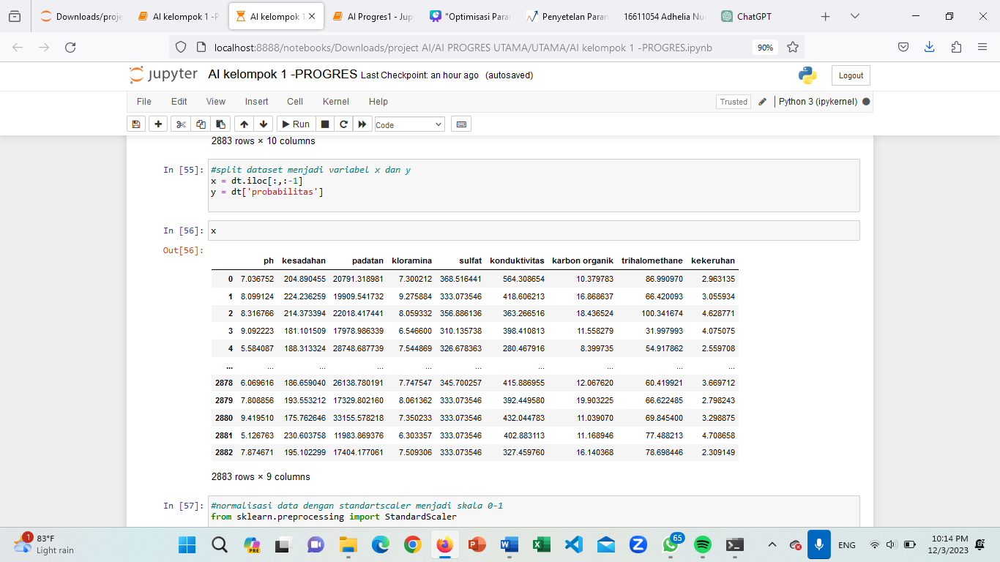 Downloads/proje
AI kelompok 1 -P
AI kelompok 1
AI Progres1 - Jup
"Optimisasi Paran
Penyetelan Paran
16611054 Adhelia Nu
ChatGPT
localhost:8888/notebooks/Downloads/project AI/AI PROGRES UTAMA/UTAMA/AI kelompok 1 -PROGRES.ipynb
90%
jupyter AI kelompok 1 -PROGRES Last Checkpoint: an hour ago (autosaved)
Logout
File Edit View Insert Cell Kernel Help
Trusted
Python 3 (ipykernel)
Run
Code
2883 rows × 10 columns
In [55]: #split dataset menjadi variabel x dan y
x = dt.iloc[:,:-1]
y = dt['probabilitas']
In [56]: x
Out[56]:
ph kesadahan padatan kloramina sulfat konduktivitas karbon organik trihalomethane kekeruhan
0 7.036752 204.890455 20791.318981 7.300212 368.516441 564.308654 10.379783 86.990970 2.963135
1 8.099124 224.236259 19909.541732 9.275884 333.073546 418.606213 16.868637 66.420093 3.055934
2 8.316766 214.373394 22018.417441 8.059332 356.886136 363.266516 18.436524 100.341674 4.628771
3 9.092223 181.101509 17978.986339 6.546600 310.135738 398.410813 11.558279 31.997993 4.075075
4 5.584087 188.313324 28748.687739 7.544869 326.678363 280.467916 8.399735 54.917862 2.559708
... ... ... ... ... ... ... ... ... ...
2878 6.069616 186.659040 26138.780191 7.747547 345.700257 415.886955 12.067620 60.419921 3.669712
2879 7.808856 193.553212 17329.802160 8.061362 333.073546 392.449580 19.903225 66.622485 2.798243
2880 9.419510 175.762646 33155.578218 7.350233 333.073546 432.044783 11.039070 69.845400 3.298875
2881 5.126763 230.603758 11983.869376 6.303357 333.073546 402.883113 11.168946 77.488213 4.708658
2882 7.874671 195.102299 17404.177061 7.509306 333.073546 327.459760 16.140368 78.698446 2.309149
2883 rows × 9 columns
In [57]: #normalisasi data dengan standartscaler menjadi skala 0-1
from sklearn.preprocessing import StandardScaler
1
83°F
Light rain
PRE
65
ENG
10:14 PM
12/3/2023